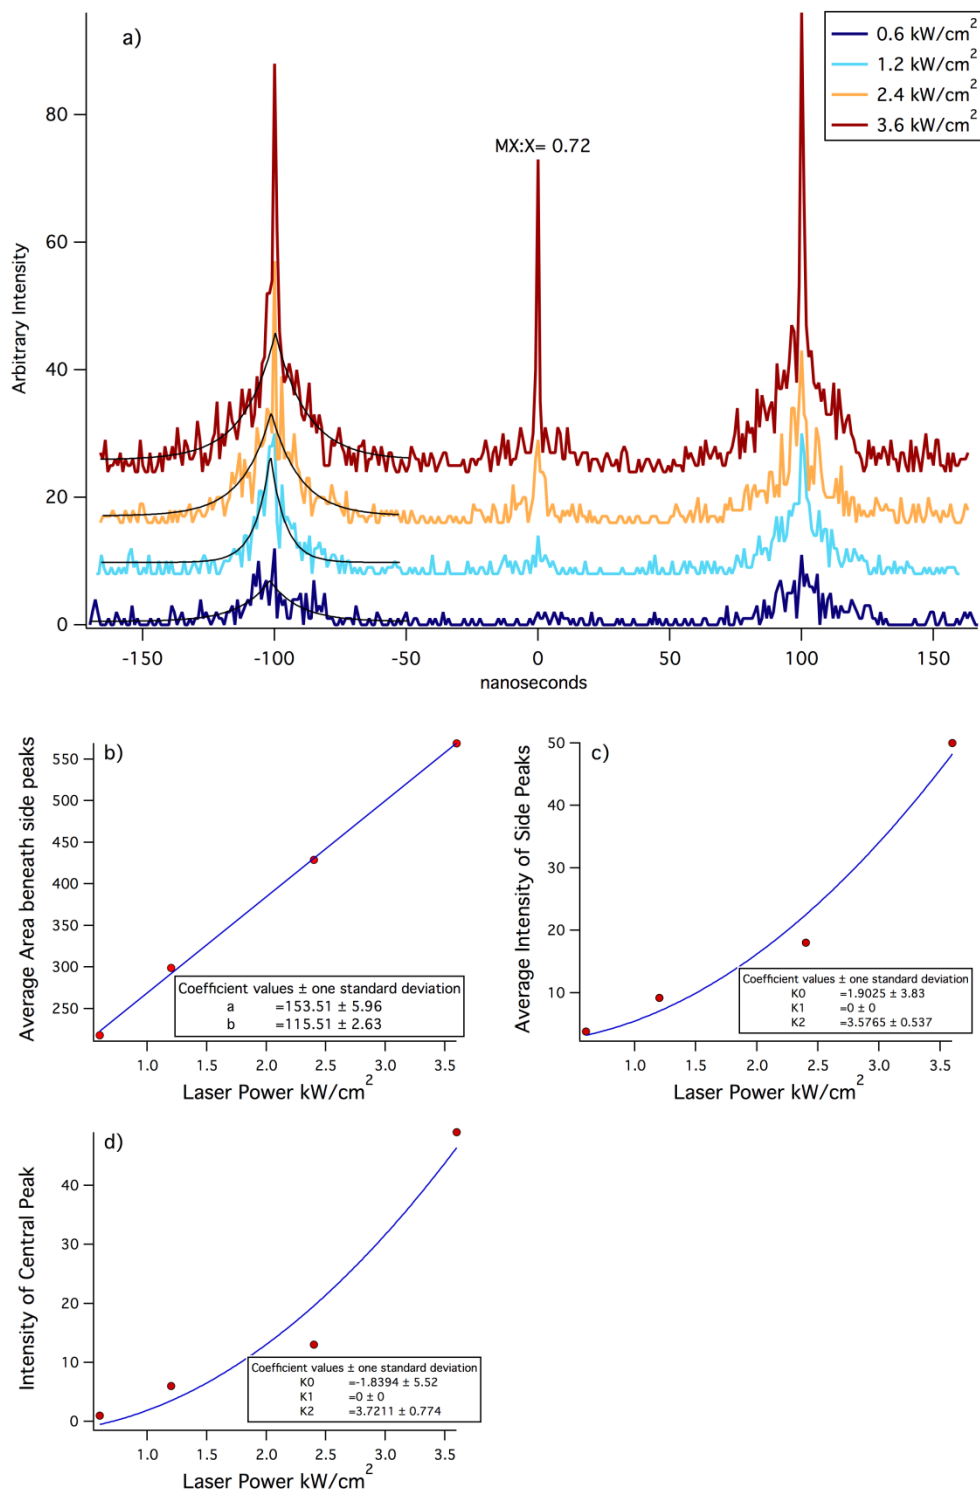 a)
0.6 kW/cm²
1.2 kW/cm²
2.4 kW/cm²
3.6 kW/cm²
MX:X= 0.72
Arbitrary Intensity
80
60
40
20
0
-150 -100 -50 0 50 100 150
nanoseconds
b)
Average Area beneath side peaks
550
500
450
400
350
300
250
Coefficient values ± one standard deviation
a =153.51 ± 5.96
b =115.51 ± 2.63
1.0 1.5 2.0 2.5 3.0 3.5
Laser Power kW/cm²
c)
Average Intensity of Side Peaks
50
40
30
20
10
Coefficient values ± one standard deviation
K0 =1.9025 ± 3.83
K1 =0 ± 0
K2 =3.5765 ± 0.537
1.0 1.5 2.0 2.5 3.0 3.5
Laser Power kW/cm²
d)
Intensity of Central Peak
40
30
20
10
0
Coefficient values ± one standard deviation
K0 =-1.8394 ± 5.52
K1 =0 ± 0
K2 =3.7211 ± 0.774
1.0 1.5 2.0 2.5 3.0 3.5
Laser Power kW/cm²